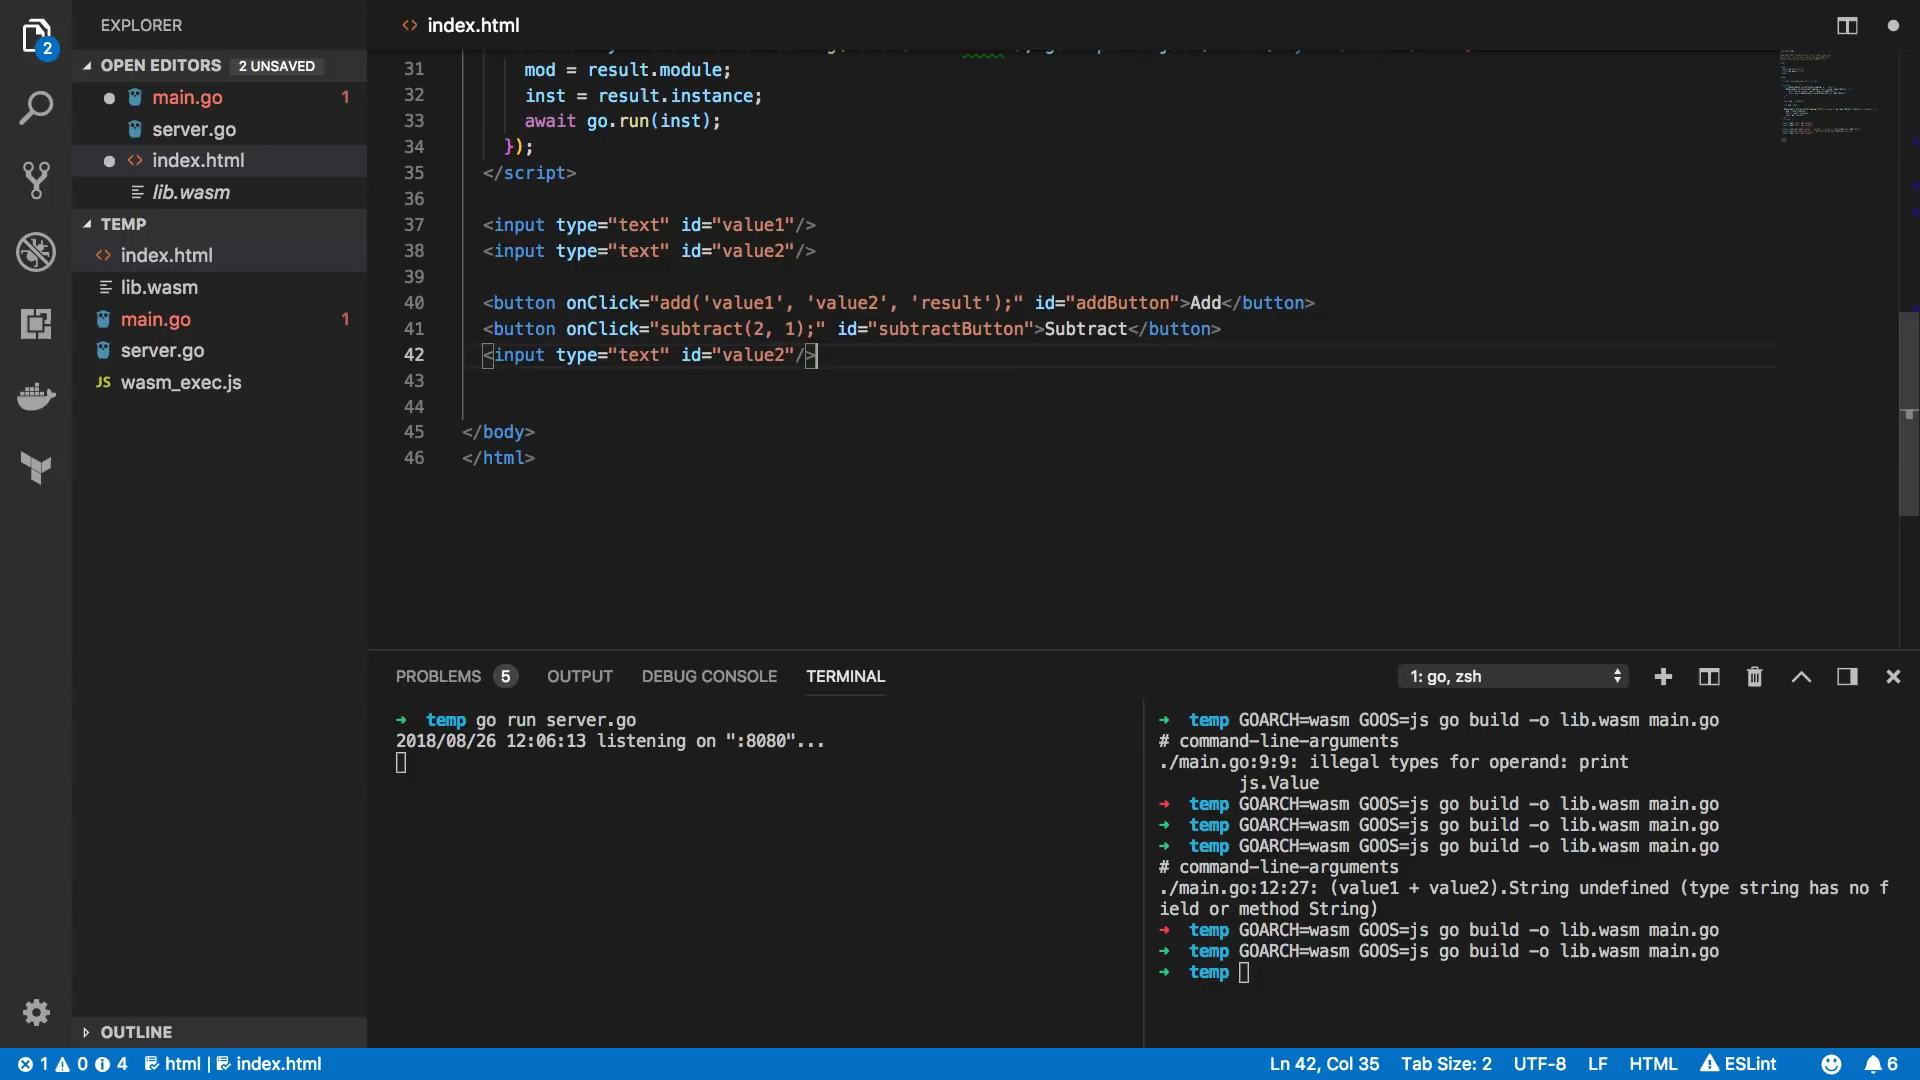 2
EXPLORER
OPEN EDITORS 2 UNSAVED
main.go 1
server.go
index.html
lib.wasm
TEMP
index.html
lib.wasm
main.go 1
server.go
JS wasm_exec.js
OUTLINE
index.html
31 mod = result.module;
32 inst = result.instance;
33 await go.run(inst);
34 });
35 </script>
36
37 <input type="text" id="value1"/>
38 <input type="text" id="value2"/>
39
40 <button onClick="add('value1', 'value2', 'result');" id="addButton">Add</button>
41 <button onClick="subtract(2, 1);" id="subtractButton">Subtract</button>
42 <input type="text" id="value2"/>
43
44
45 </body>
46 </html>
PROBLEMS 5 OUTPUT DEBUG CONSOLE TERMINAL
1: go, zsh
→ temp go run server.go
2018/08/26 12:06:13 listening on ":8080"...
→ temp GOARCH=wasm GOOS=js go build -o lib.wasm main.go
# command-line-arguments
./main.go:9:9: illegal types for operand: print
js.Value
→ temp GOARCH=wasm GOOS=js go build -o lib.wasm main.go
→ temp GOARCH=wasm GOOS=js go build -o lib.wasm main.go
→ temp GOARCH=wasm GOOS=js go build -o lib.wasm main.go
# command-line-arguments
./main.go:12:27: (value1 + value2).String undefined (type string has no f
ield or method String)
→ temp GOARCH=wasm GOOS=js go build -o lib.wasm main.go
→ temp GOARCH=wasm GOOS=js go build -o lib.wasm main.go
→ temp
1 0 4 html | index.html Ln 42, Col 35 Tab Size: 2 UTF-8 LF HTML ESLint 6